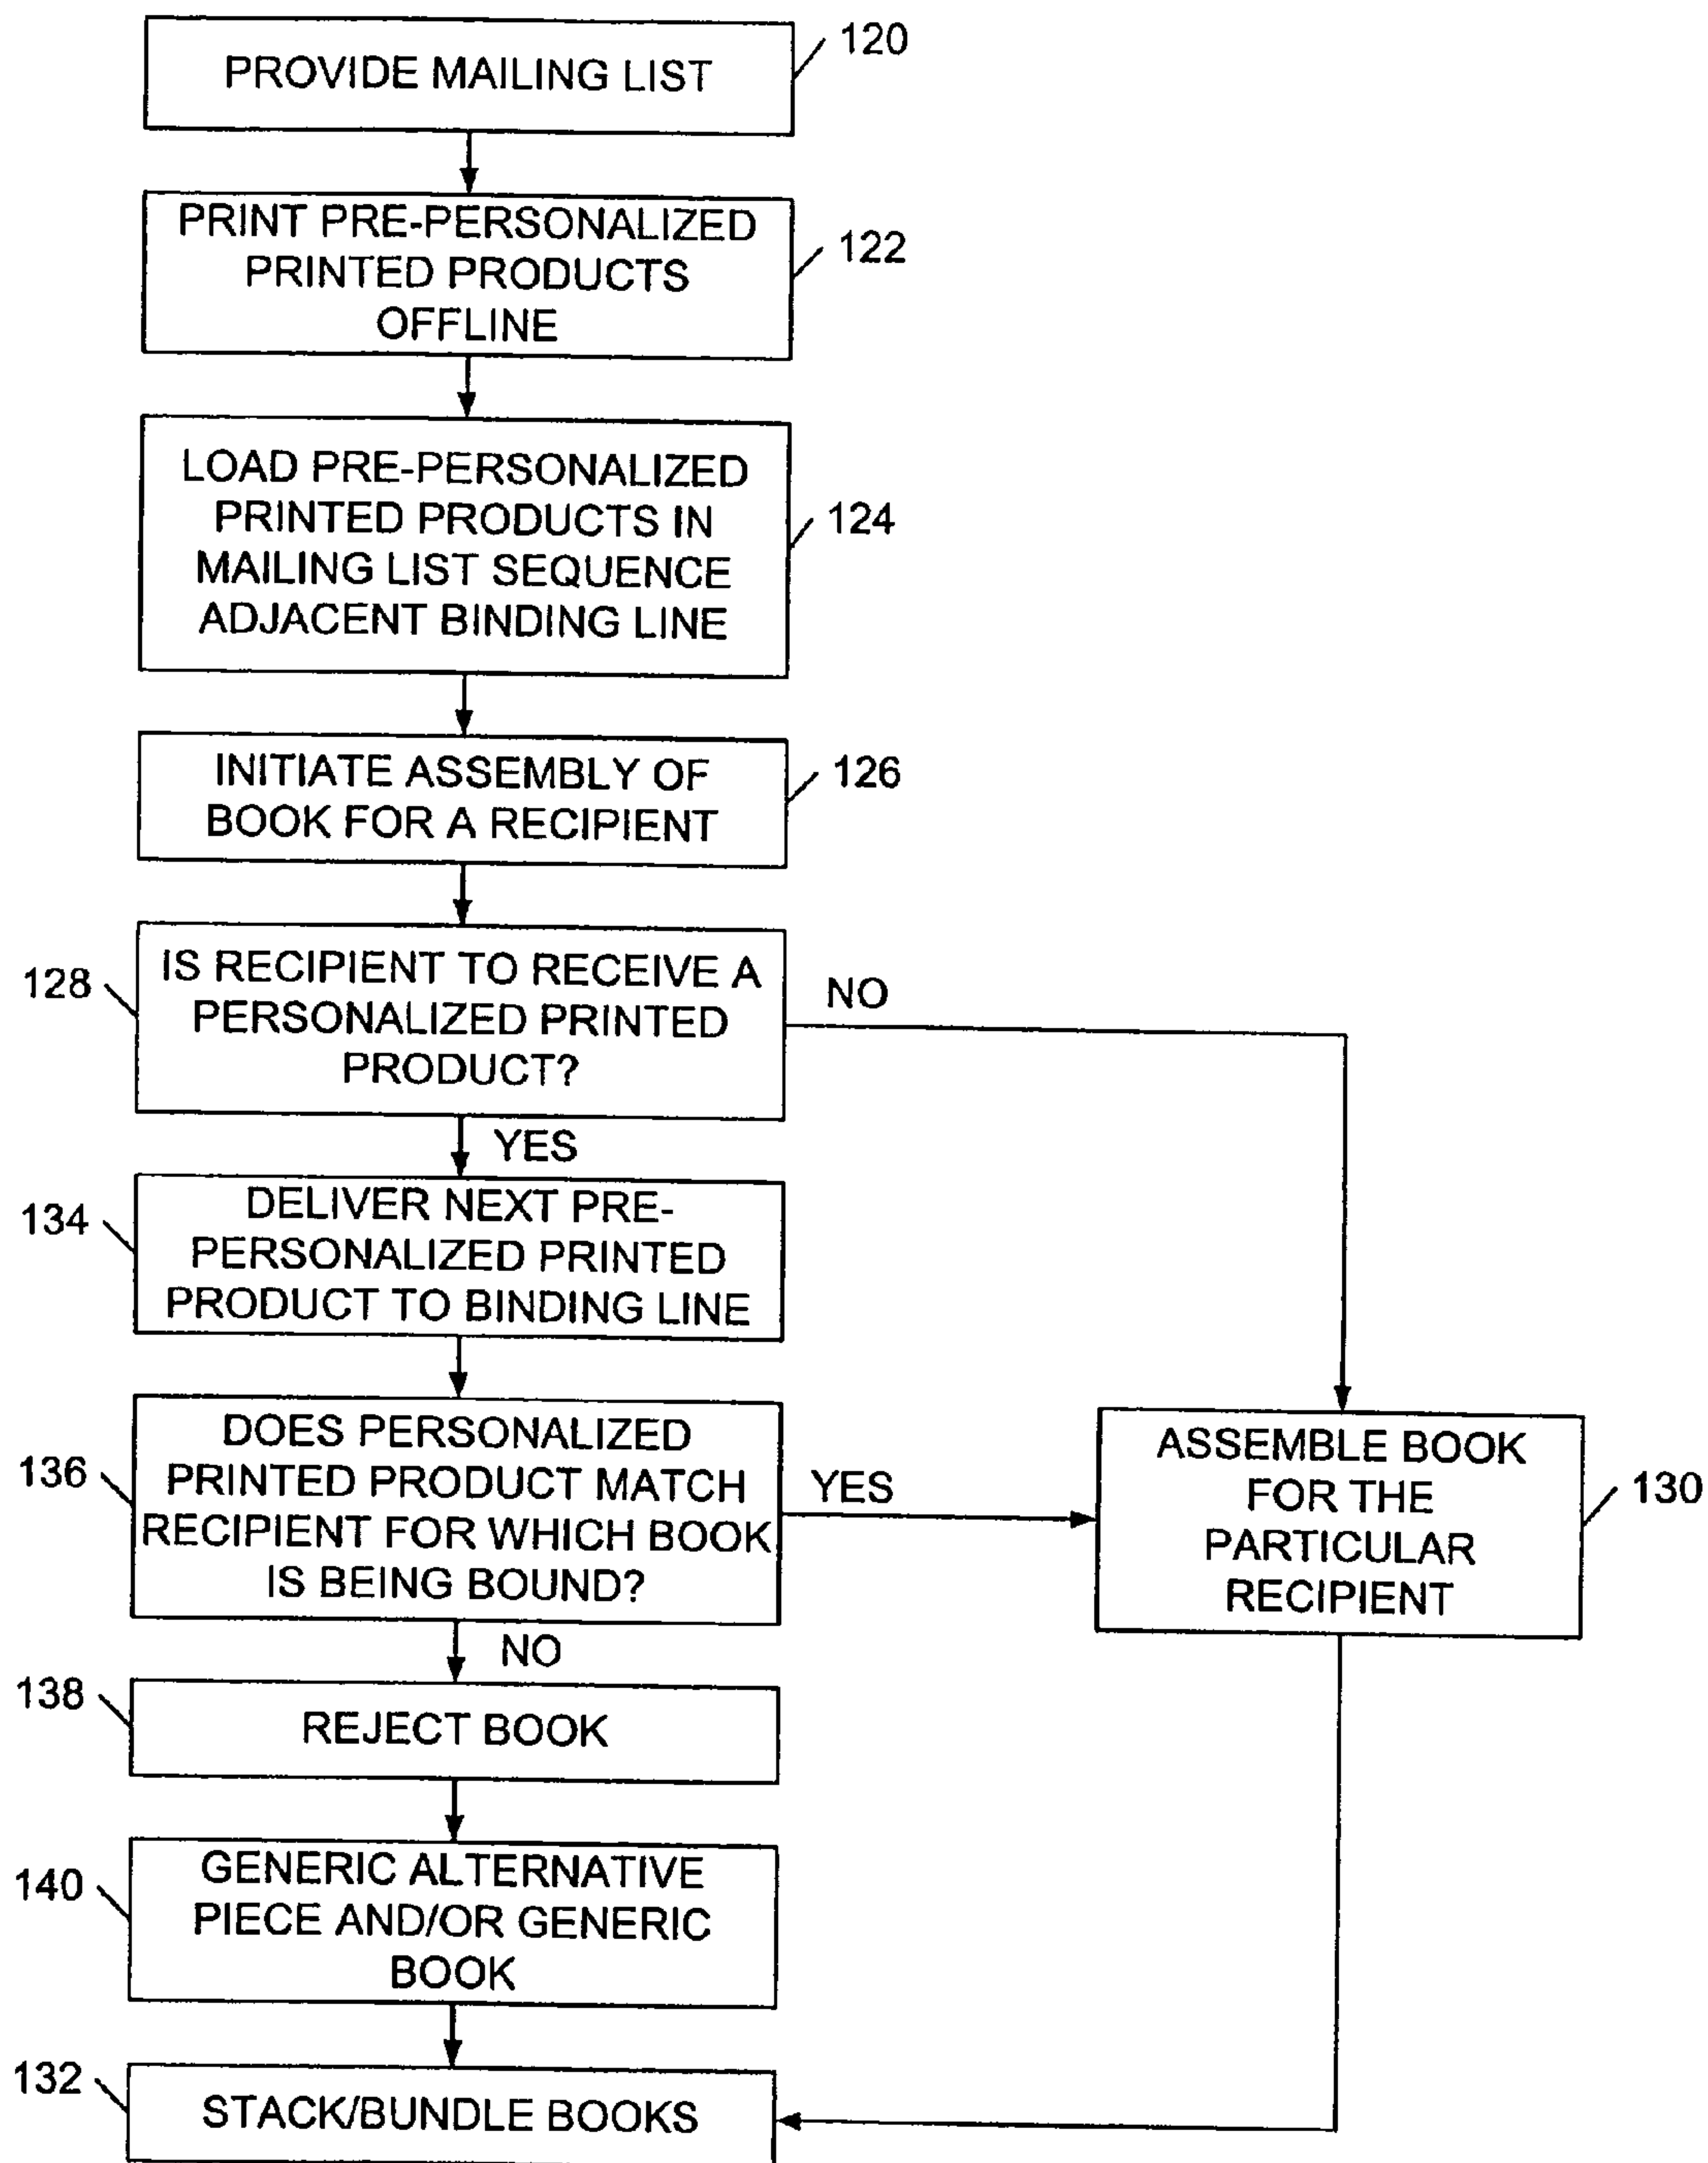 PROVIDE MAILING LIST
120
PRINT PRE-PERSONALIZED
PRINTED PRODUCTS
OFFLINE
122
LOAD PRE-PERSONALIZED
PRINTED PRODUCTS IN
MAILING LIST SEQUENCE
ADJACENT BINDING LINE
124
INITIATE ASSEMBLY OF
BOOK FOR A RECIPIENT
126
128
IS RECIPIENT TO RECEIVE A
PERSONALIZED PRINTED
PRODUCT?
NO
YES
134
DELIVER NEXT PRE-
PERSONALIZED PRINTED
PRODUCT TO BINDING LINE
136
DOES PERSONALIZED
PRINTED PRODUCT MATCH
RECIPIENT FOR WHICH BOOK
IS BEING BOUND?
YES
ASSEMBLE BOOK
FOR THE
PARTICULAR
RECIPIENT
130
NO
138
REJECT BOOK
140
GENERIC ALTERNATIVE
PIECE AND/OR GENERIC
BOOK
132
STACK/BUNDLE BOOKS